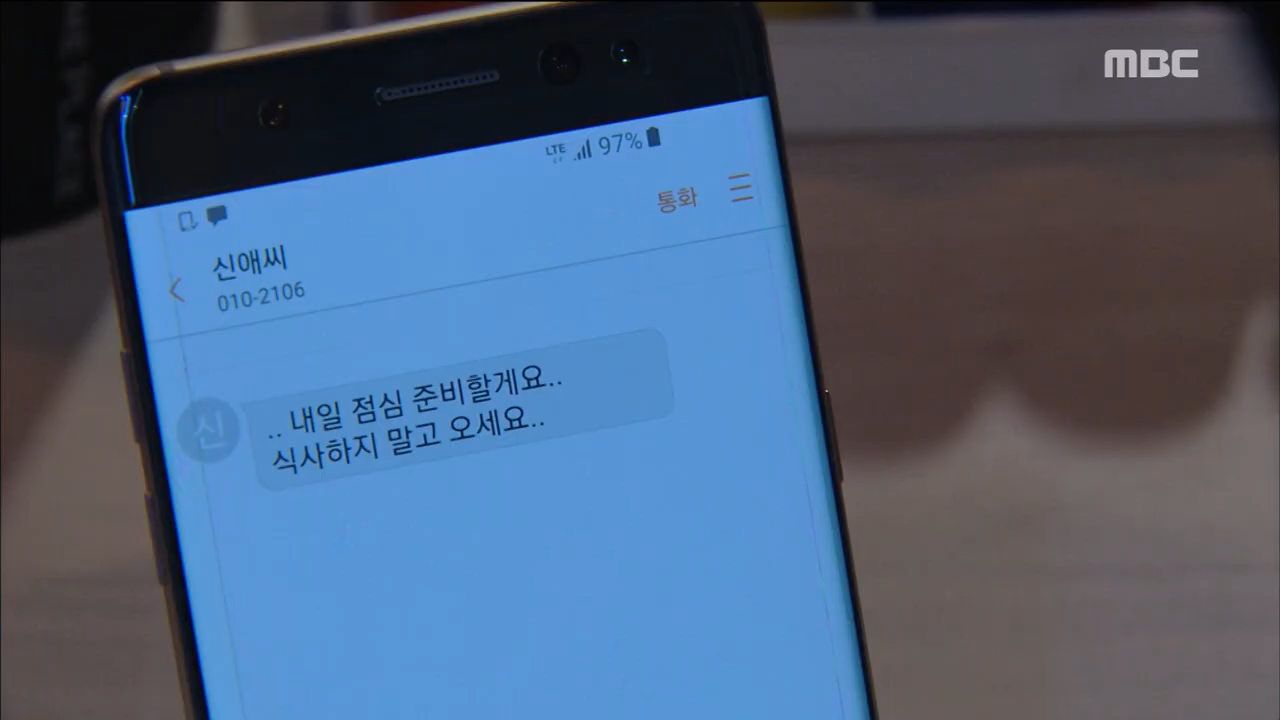 MBC
LTE 97%
통화
신애씨
010-2106
신
.. 내일 점심 준비할게요..
식사하지 말고 오세요..